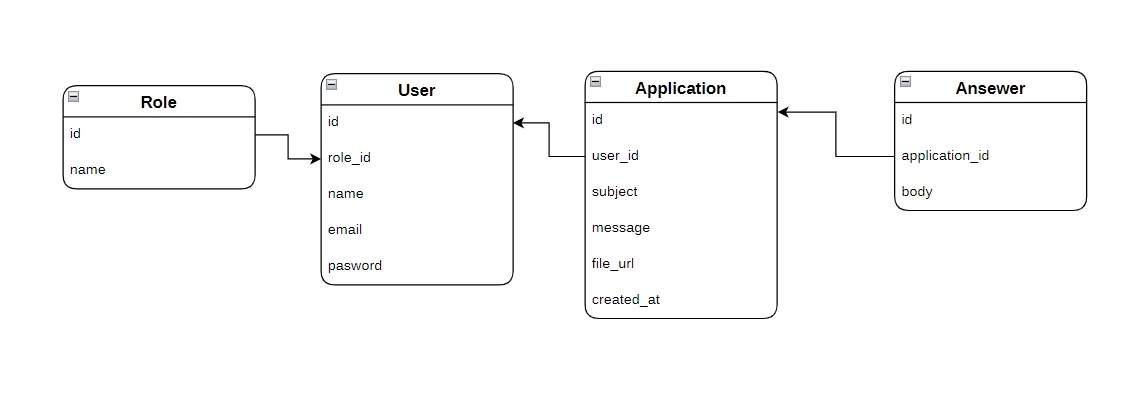 Role
id
name
User
id
role_id
name
email
pasword
Application
id
user_id
subject
message
file_url
created_at
Ansewer
id
application_id
body